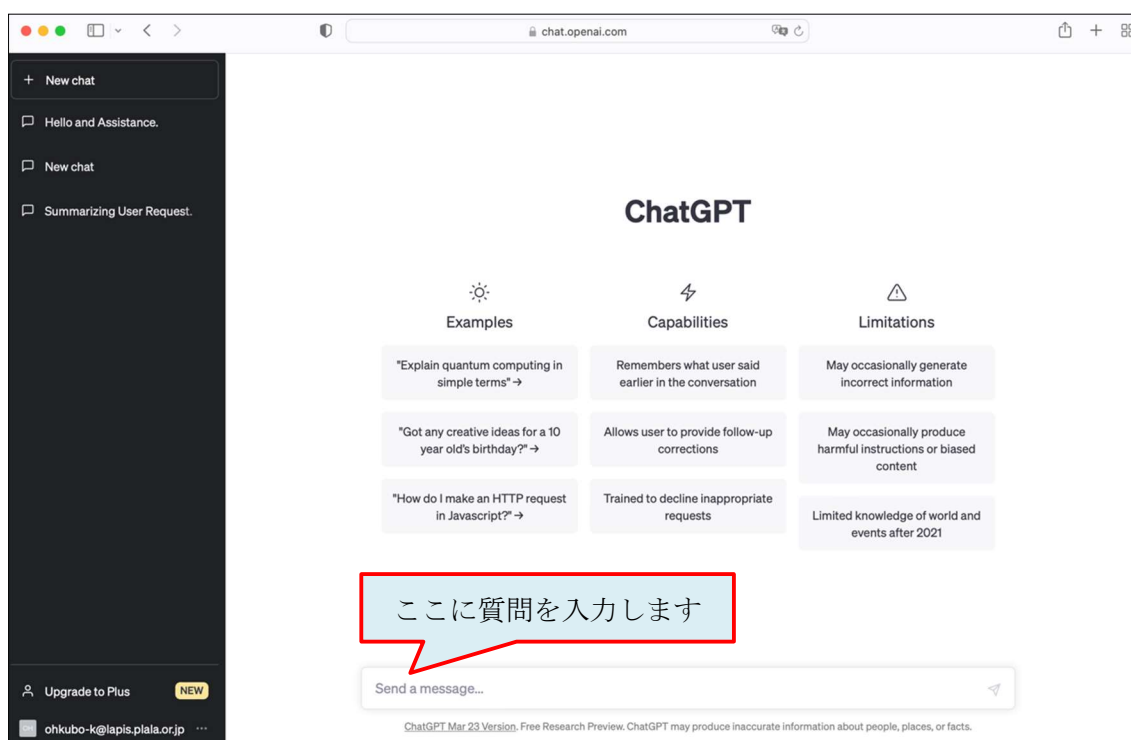 chat.openai.com
+ New chat
Hello and Assistance.
New chat
Summarizing User Request.
ChatGPT
Examples
"Explain quantum computing in
simple terms" →
"Got any creative ideas for a 10
year old's birthday?" →
"How do I make an HTTP request
in Javascript?" →
Capabilities
Remembers what user said
earlier in the conversation
Allows user to provide follow-up
corrections
Trained to decline inappropriate
requests
Limitations
May occasionally generate
incorrect information
May occasionally produce
harmful instructions or biased
content
Limited knowledge of world and
events after 2021
ここに質問を入力します
Send a message...
Upgrade to Plus NEW
ohkubo-k@lapis.plala.or.jp ...
ChatGPT Mar 23 Version. Free Research Preview. ChatGPT may produce inaccurate information about people, places, or facts.